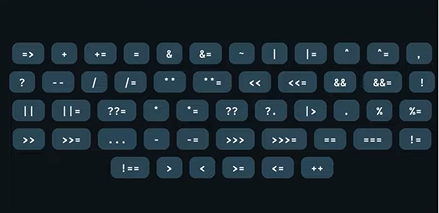 => + += = & &= ~ | |= ^ ^= ,
? -- / /= ** **= << <<= && &&= !
|| ||= ??= * *= ?? ?. |> . % %=
>> >>= ... - -= >>> >>>= == === !=
!== > < >= <= ++